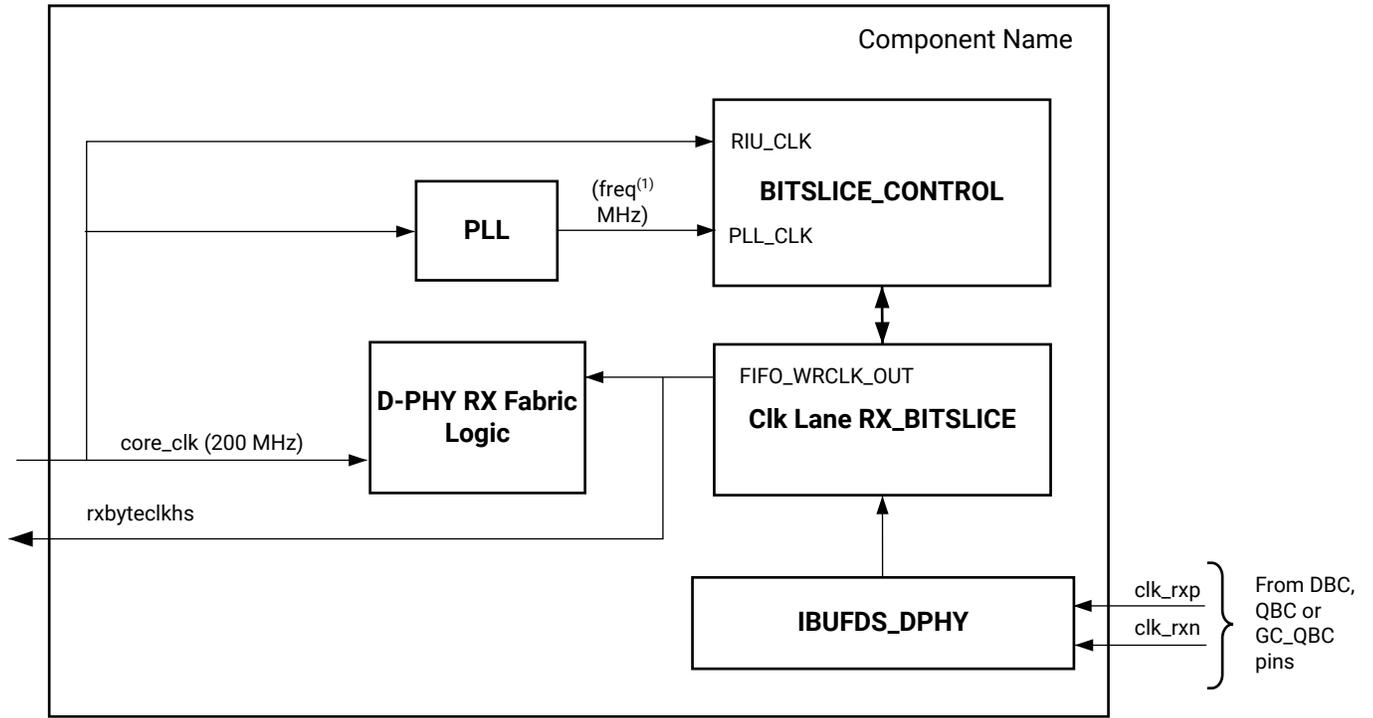 Component Name
RIU_CLK
BITSLICE_CONTROL
PLL_CLK
(freq(1)
MHz)
PLL
D-PHY RX Fabric
Logic
FIFO_WRCLK_OUT
Clk Lane RX_BITSLICE
core_clk (200 MHz)
rxbyteclkhs
IBUFDS_DPHY
clk_rxp
clk_rxn
From DBC,
QBC or
GC_QBC
pins